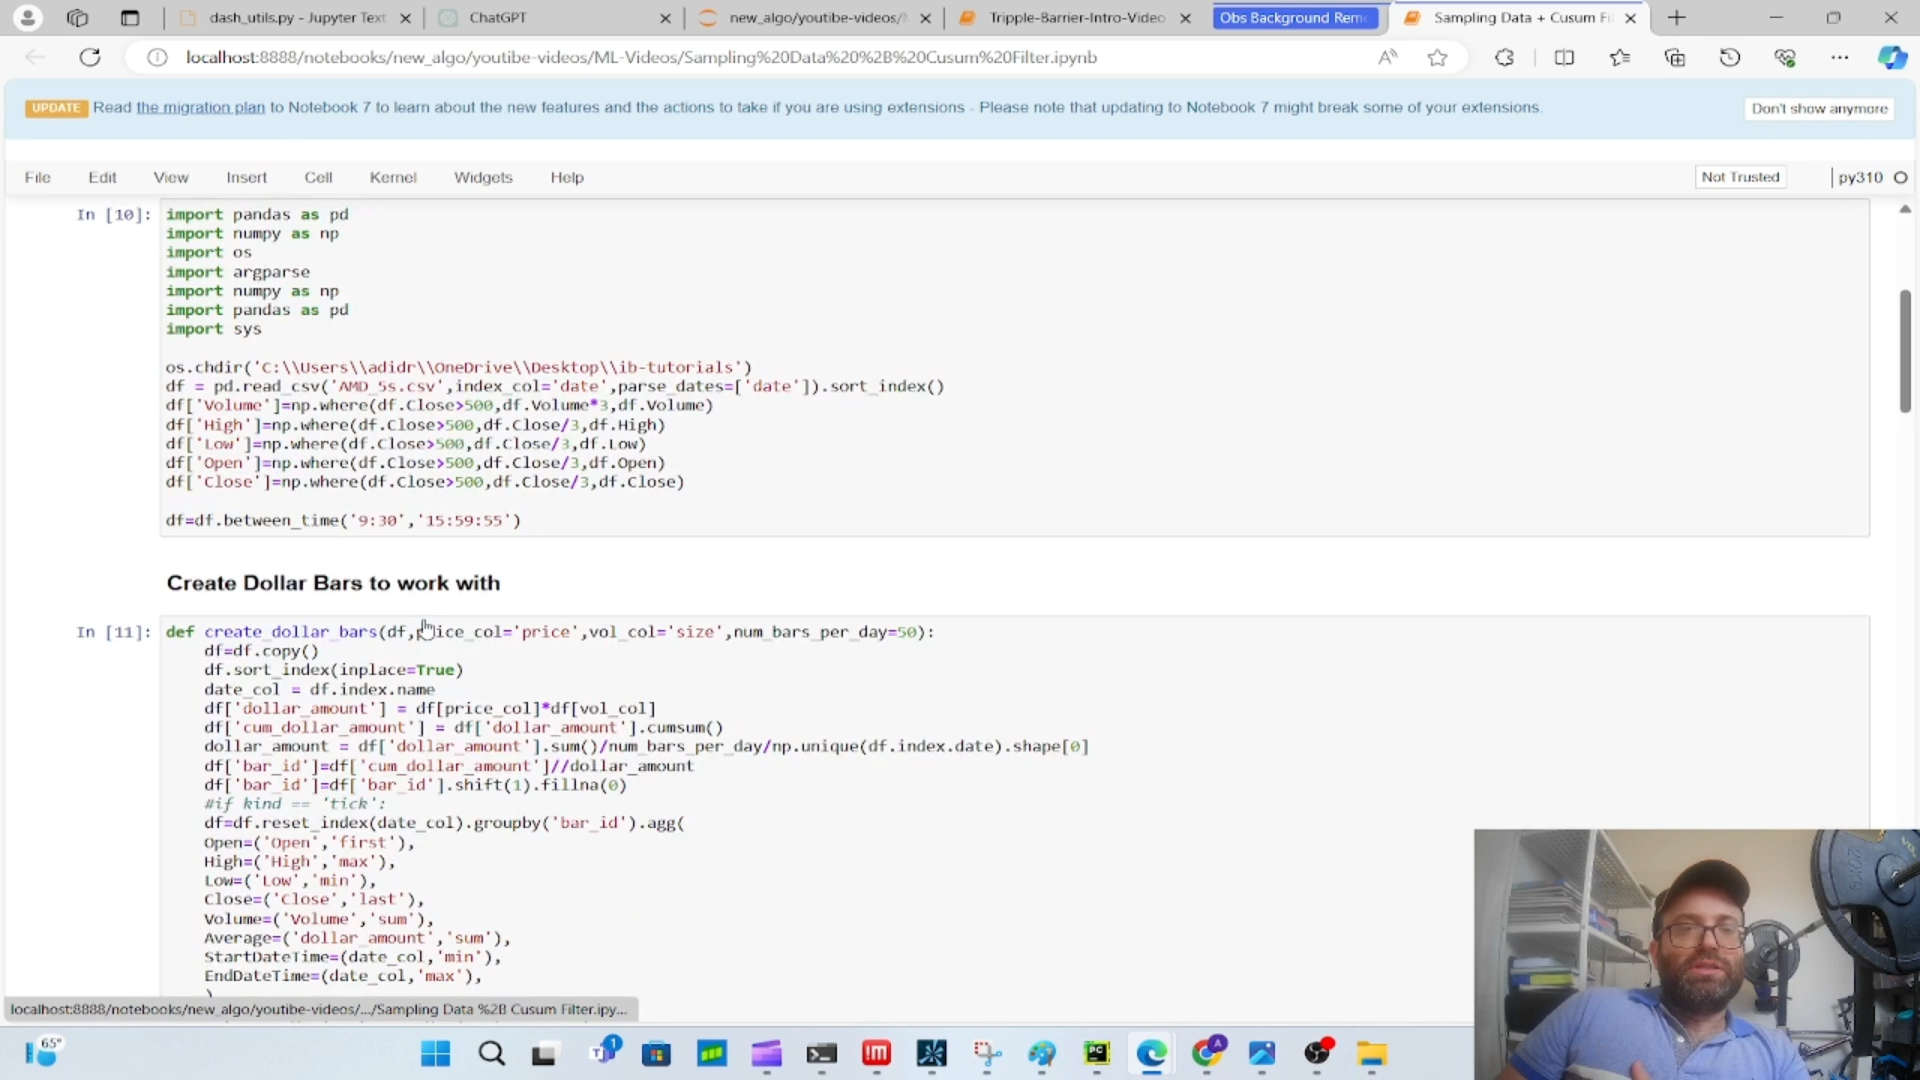 dash_utils.py - Jupyter Text
ChatGPT
new_algo/youtibe-videos/
Tripple-Barrier-Intro-Video
Obs Background Rem
Sampling Data + Cusum Fi
localhost:8888/notebooks/new_algo/youtibe-videos/ML-Videos/Sampling%20Data%20%2B%20Cusum%20Filter.ipynb
UPDATE Read the migration plan to Notebook 7 to learn about the new features and the actions to take if you are using extensions - Please note that updating to Notebook 7 might break some of your extensions.
Don't show anymore
File Edit View Insert Cell Kernel Widgets Help
Not Trusted
py310
In [10]:
import pandas as pd
import numpy as np
import os
import argparse
import numpy as np
import pandas as pd
import sys
os.chdir('C:\\Users\\adidr\\OneDrive\\Desktop\\ib-tutorials')
df = pd.read_csv('AMD_5s.csv',index_col='date',parse_dates=['date']).sort_index()
df['Volume']=np.where(df.Close>500,df.Volume*3,df.Volume)
df['High']=np.where(df.Close>500,df.Close/3,df.High)
df['Low']=np.where(df.Close>500,df.Close/3,df.Low)
df['Open']=np.where(df.Close>500,df.Close/3,df.Open)
df['Close']=np.where(df.Close>500,df.Close/3,df.Close)
df=df.between_time('9:30','15:59:55')
Create Dollar Bars to work with
In [11]:
def create_dollar_bars(df,price_col='price',vol_col='size',num_bars_per_day=50):
df=df.copy()
df.sort_index(inplace=True)
date_col = df.index.name
df['dollar_amount'] = df[price_col]*df[vol_col]
df['cum_dollar_amount'] = df['dollar_amount'].cumsum()
dollar_amount = df['dollar_amount'].sum()/num_bars_per_day/np.unique(df.index.date).shape[0]
df['bar_id']=df['cum_dollar_amount']//dollar_amount
df['bar_id']=df['bar_id'].shift(1).fillna(0)
#if kind == 'tick':
df=df.reset_index(date_col).groupby('bar_id').agg(
Open=('Open','first'),
High=('High','max'),
Low=('Low','min'),
Close=('Close','last'),
Volume=('Volume','sum'),
Average=('dollar_amount','sum'),
StartDateTime=(date_col,'min'),
EndDateTime=(date_col,'max'),
)
localhost:8888/notebooks/new_algo/youtibe-videos/.../Sampling Data %2B Cusum Filter.ipy...
65°